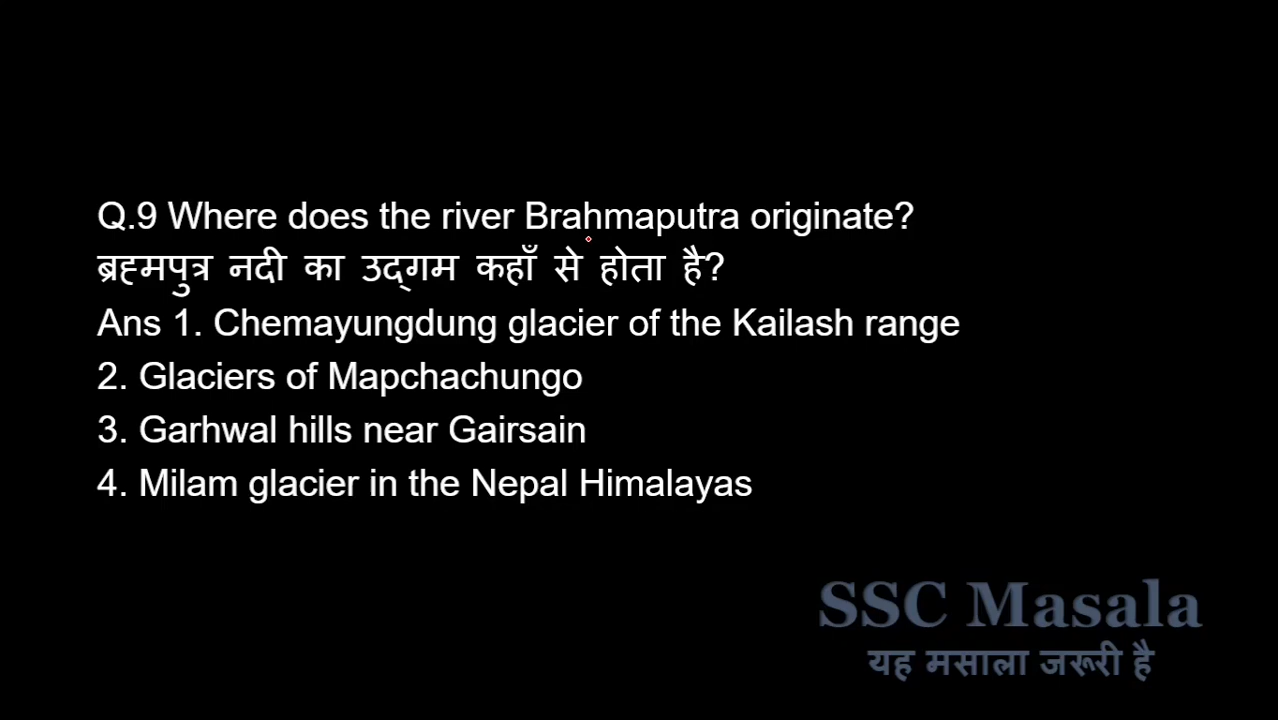 Q.9 Where does the river Brahmaputra originate?
ब्रह्मपुत्र नदी का उद्गम कहाँ से होता है?
Ans 1. Chemayungdung glacier of the Kailash range
2. Glaciers of Mapchachungo
3. Garhwal hills near Gairsain
4. Milam glacier in the Nepal Himalayas
SSC Masala
यह मसाला जरूरी है